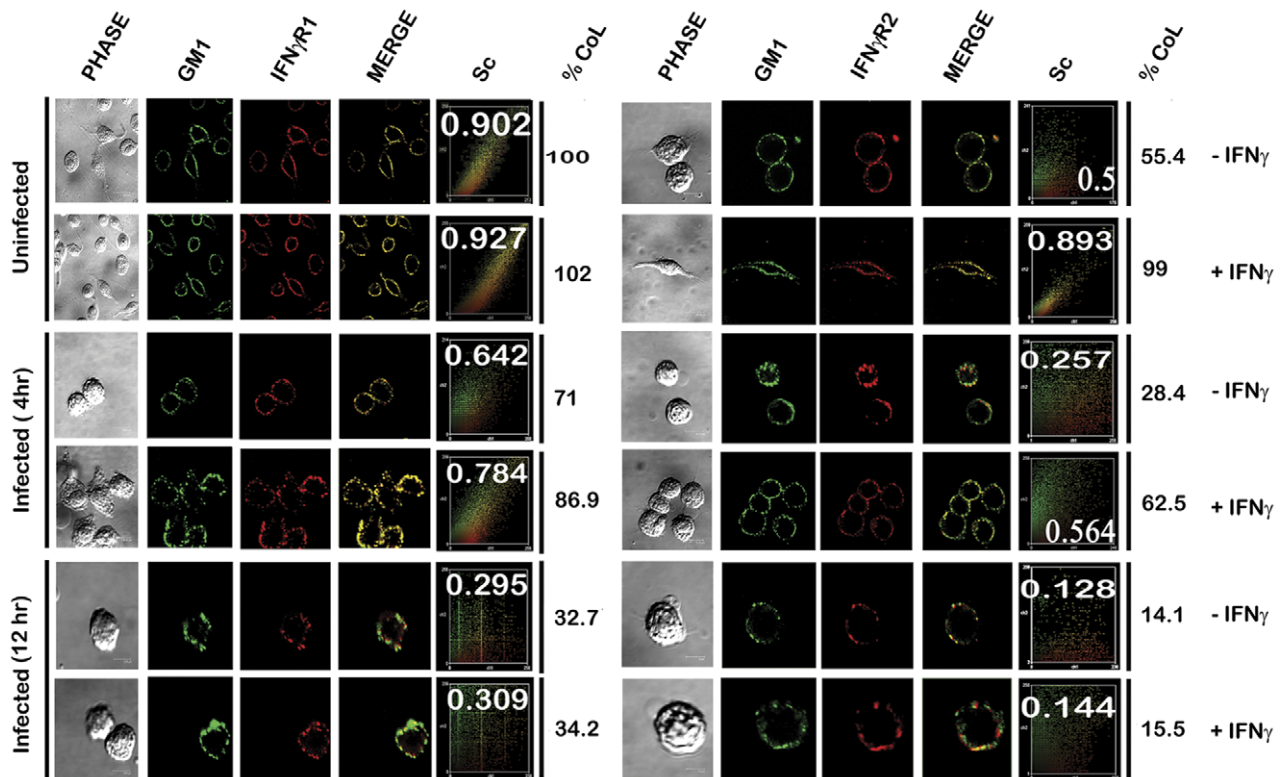 PHASE GM1 IFNγR1 MERGE Sc % CoL PHASE GM1 IFNγR2 MERGE Sc % CoL
Uninfected
0.902 100 0.5 55.4 - IFNγ
0.927 102 0.893 99 + IFNγ
Infected ( 4hr)
0.642 71 0.257 28.4 - IFNγ
0.784 86.9 0.564 62.5 + IFNγ
Infected (12 hr)
0.295 32.7 0.128 14.1 - IFNγ
0.309 34.2 0.144 15.5 + IFNγ